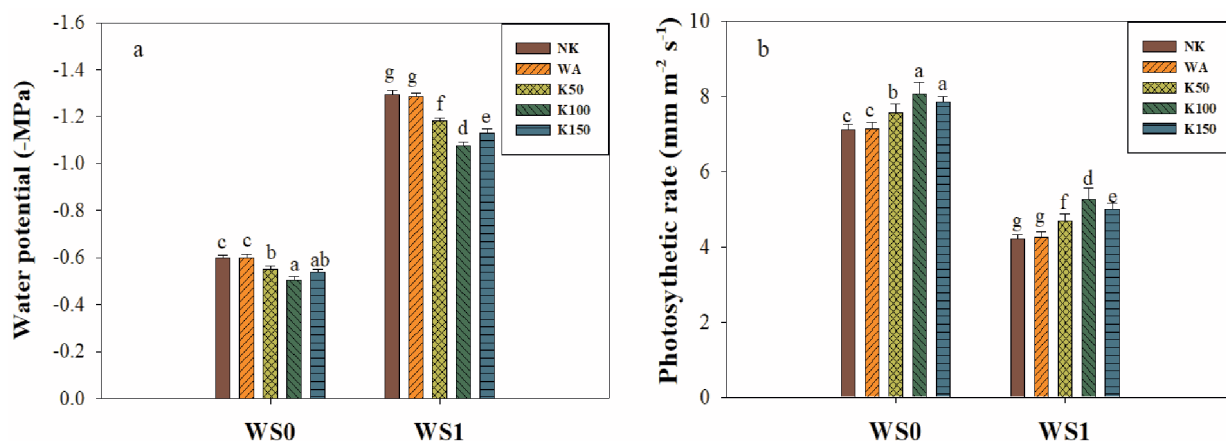 a
Water potential (-MPa)
-1.6
-1.4
-1.2
-1.0
-0.8
-0.6
-0.4
-0.2
0.0
c c b a ab
g g f d e
WS0 WS1
NK
WA
K50
K100
K150
b
Photosythetic rate (mm m⁻² s⁻¹)
10
8
6
4
2
0
c c b a a
g g f d e
WS0 WS1
NK
WA
K50
K100
K150